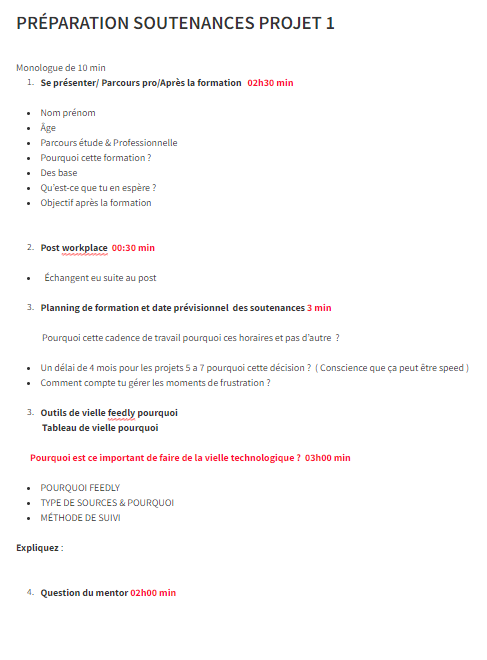 PRÉPARATION SOUTENANCES PROJET 1
Monologue de 10 min
1. Se présenter/ Parcours pro/Après la formation 02h30 min
• Nom prénom
• Âge
• Parcours étude & Professionnelle
• Pourquoi cette formation ?
• Des base
• Qu'est-ce que tu en espère ?
• Objectif après la formation
2. Post workplace 00:30 min
• Échangent eu suite au post
3. Planning de formation et date prévisionnel des soutenances 3 min
Pourquoi cette cadence de travail pourquoi ces horaires et pas d'autre ?
• Un délai de 4 mois pour les projets 5 a 7 pourquoi cette décision ? ( Conscience que ça peut être speed )
• Comment compte tu gérer les moments de frustration ?
3. Outils de vielle feedly pourquoi
Tableau de vielle pourquoi
Pourquoi est ce important de faire de la vielle technologique ? 03h00 min
• POURQUOI FEEDLY
• TYPE DE SOURCES & POURQUOI
• MÉTHODE DE SUIVI
Expliquez :
4. Question du mentor 02h00 min